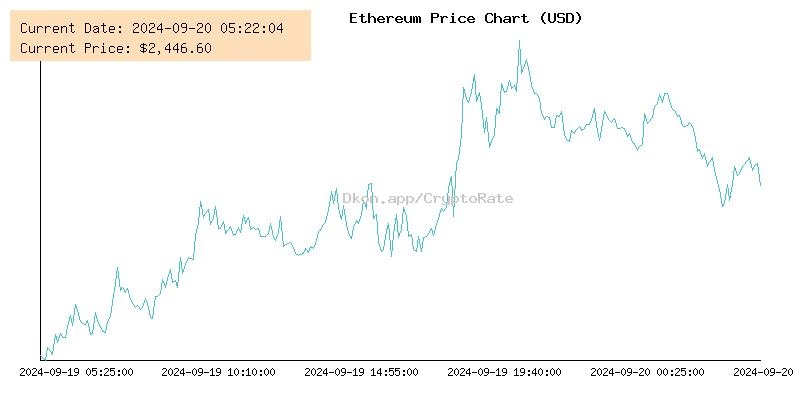 Ethereum Price Chart (USD)
Current Date: 2024-09-20 05:22:04
Current Price: $2,446.60
Dkon.app/CryptoRate
2024-09-19 05:25:00 2024-09-19 10:10:00 2024-09-19 14:55:00 2024-09-19 19:40:00 2024-09-20 00:25:00 2024-09-20